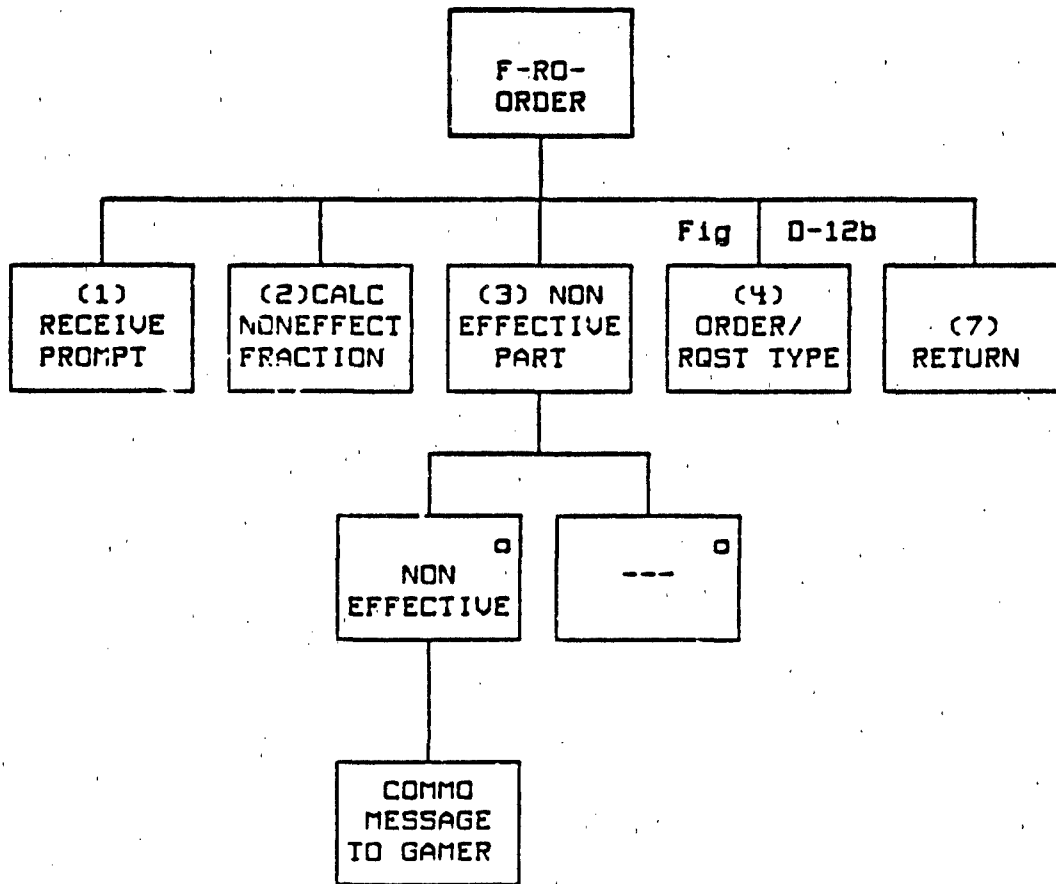 F-RO-
ORDER
Fig D-12b
(1)
RECEIVE
PROMPT
(2)CALC
NONEFFECT
FRACTION
(3) NON
EFFECTIVE
PART
(4)
ORDER/
RQST TYPE
(7)
RETURN
o
NON
EFFECTIVE
o
---
COMMO
MESSAGE
TO GAMER